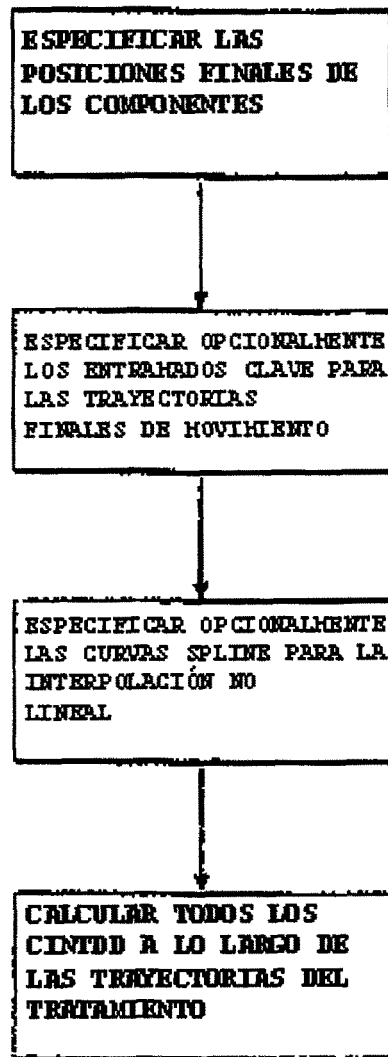 ESPECIFICAR LAS
POSICIONES FINALES DE
LOS COMPONENTES
ESPECIFICAR OPCIONALMENTE
LOS ENTRAMADOS CLAVE PARA
LAS TRAYECTORIAS
FINALES DE MOVIMIENTO
ESPECIFICAR OPCIONALMENTE
LAS CURVAS SPLINE PARA LA
INTERPOLACIÓN NO
LINEAL
CALCULAR TODOS LOS
CINTDD A LO LARGO DE
LAS TRAYECTORIAS DEL
TRATAMIENTO